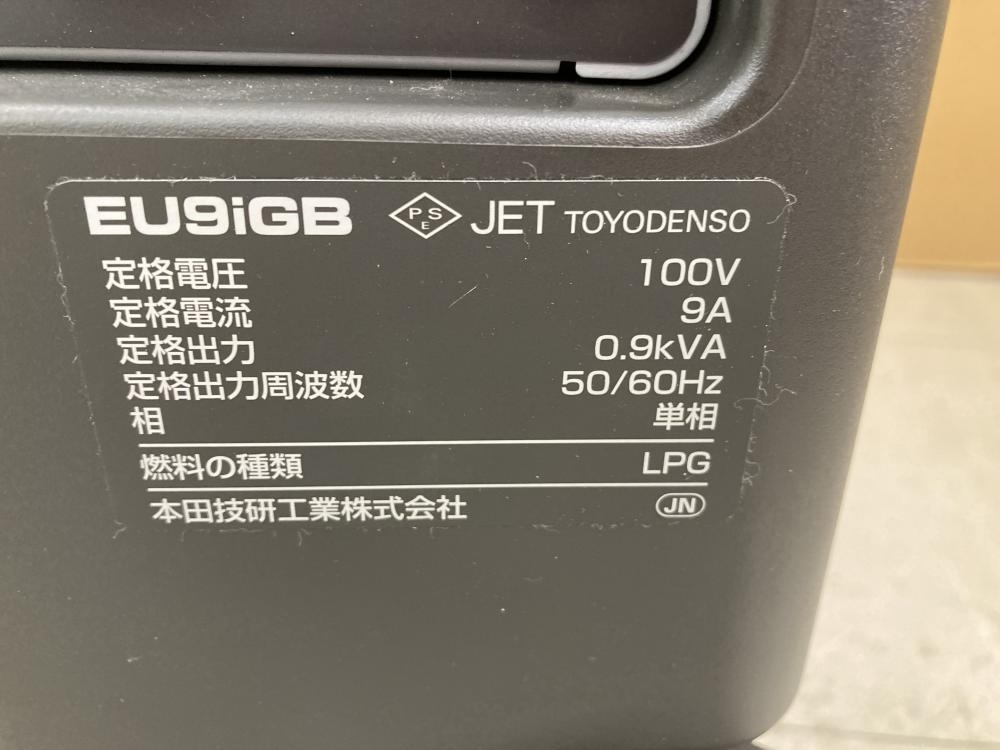 EU9iGB PSE JET TOYODENSO
定格電圧 100V
定格電流 9A
定格出力 0.9kVA
定格出力周波数 50/60Hz
相 単相
燃料の種類 LPG
本田技研工業株式会社 JN